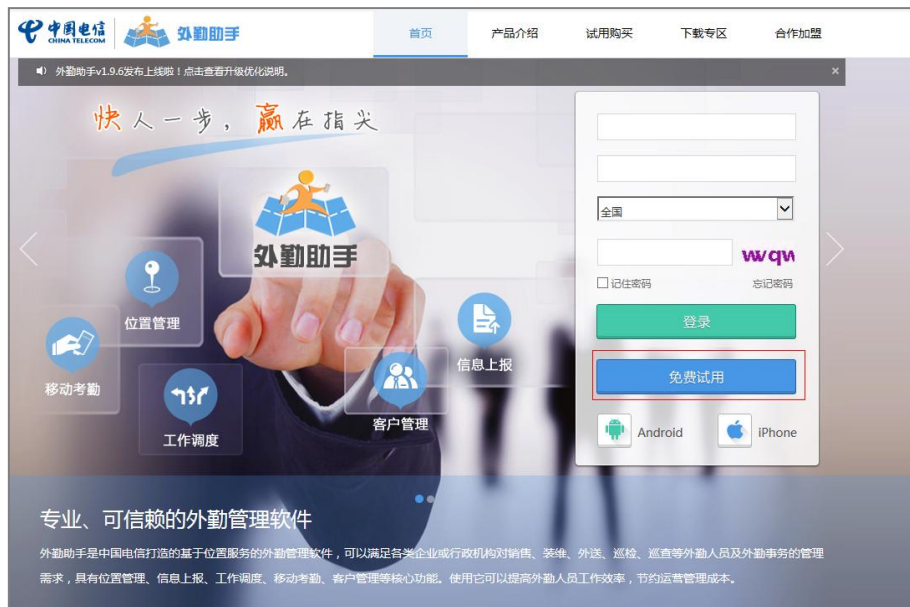 中国电信
CHINA TELECOM
外勤助手
首页 产品介绍 试用购买 下载专区 合作加盟
外勤助手v1.9.6发布上线啦！点击查看升级优化说明。 ×
快人一步，赢在指尖
外勤助手
位置管理
移动考勤
工作调度
信息上报
客户管理
全国
wqw
记住密码 忘记密码
登录
免费试用
Android iPhone
专业、可信赖的外勤管理软件
外勤助手是中国电信打造的基于位置服务的外勤管理软件，可以满足各类企业或行政机构对销售、装维、外送、巡检、巡查等外勤人员及外勤事务的管理
需求，具有位置管理、信息上报、工作调度、移动考勤、客户管理等核心功能。使用它可以提高外勤人员工作效率，节约运营管理成本。